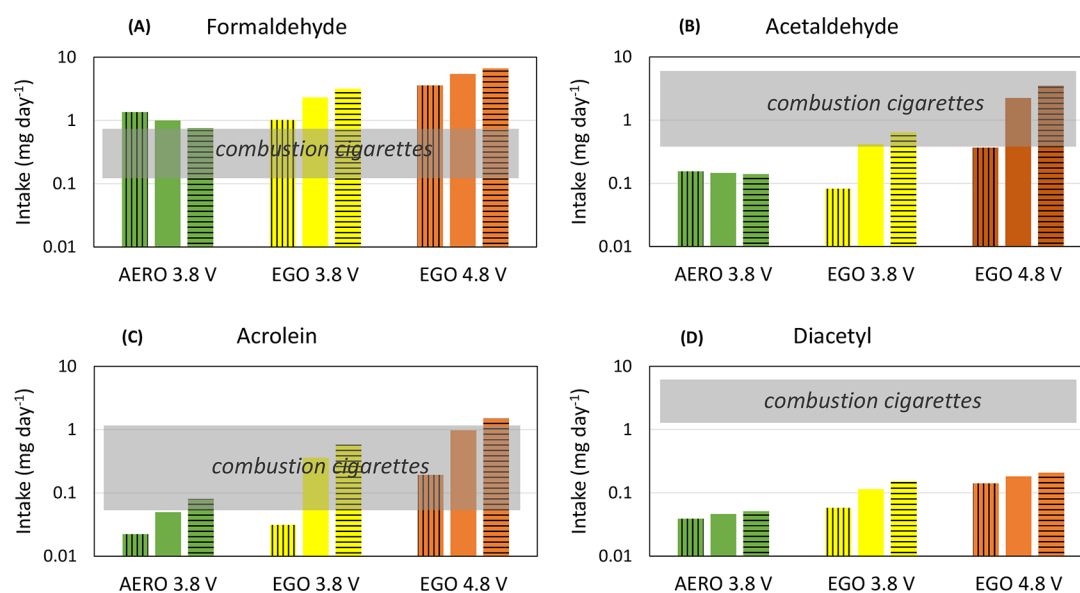 (A) Formaldehyde
Intake (mg day-1)
10
1
0.1
0.01
combustion cigarettes
AERO 3.8 V EGO 3.8 V EGO 4.8 V
(B) Acetaldehyde
Intake (mg day-1)
10
1
0.1
0.01
combustion cigarettes
AERO 3.8 V EGO 3.8 V EGO 4.8 V
(C) Acrolein
Intake (mg day-1)
10
1
0.1
0.01
combustion cigarettes
AERO 3.8 V EGO 3.8 V EGO 4.8 V
(D) Diacetyl
Intake (mg day-1)
10
1
0.1
0.01
combustion cigarettes
AERO 3.8 V EGO 3.8 V EGO 4.8 V